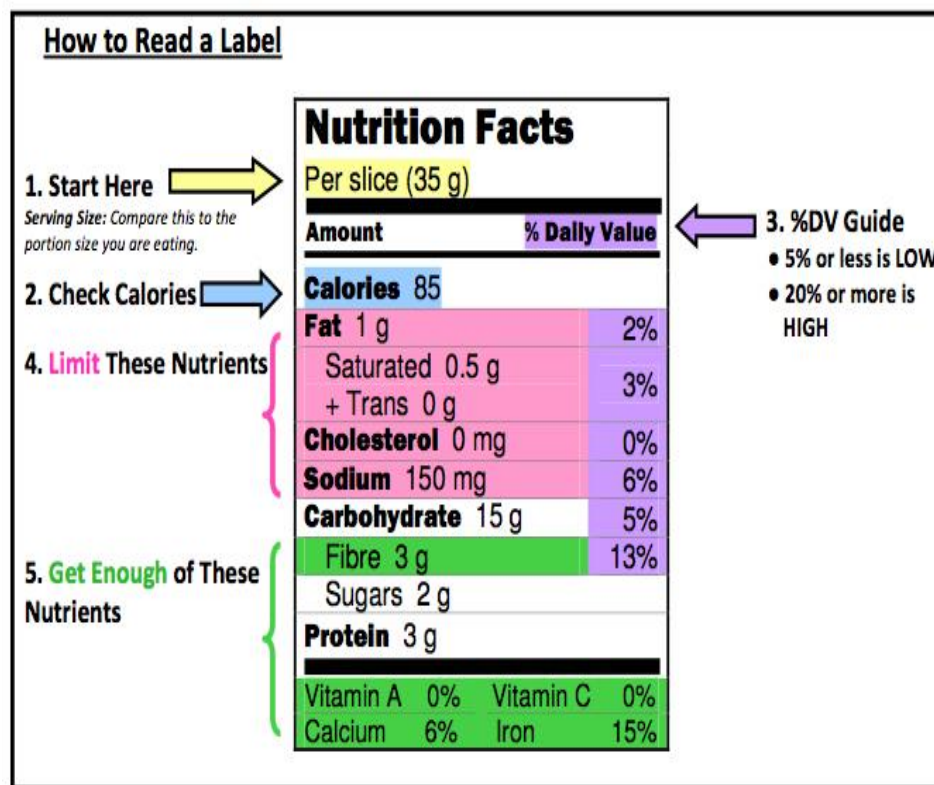 How to Read a Label
Nutrition Facts
1. Start Here
Serving Size: Compare this to the
portion size you are eating.
Per slice (35 g)
Amount % Daily Value
3. %DV Guide
• 5% or less is LOW
• 20% or more is
HIGH
2. Check Calories
Calories 85
4. Limit These Nutrients
Fat 1 g 2%
Saturated 0.5 g
+ Trans 0 g
3%
Cholesterol 0 mg 0%
Sodium 150 mg 6%
Carbohydrate 15 g 5%
5. Get Enough of These
Nutrients
Fibre 3 g 13%
Sugars 2 g
Protein 3 g
Vitamin A 0% Vitamin C 0%
Calcium 6% Iron 15%